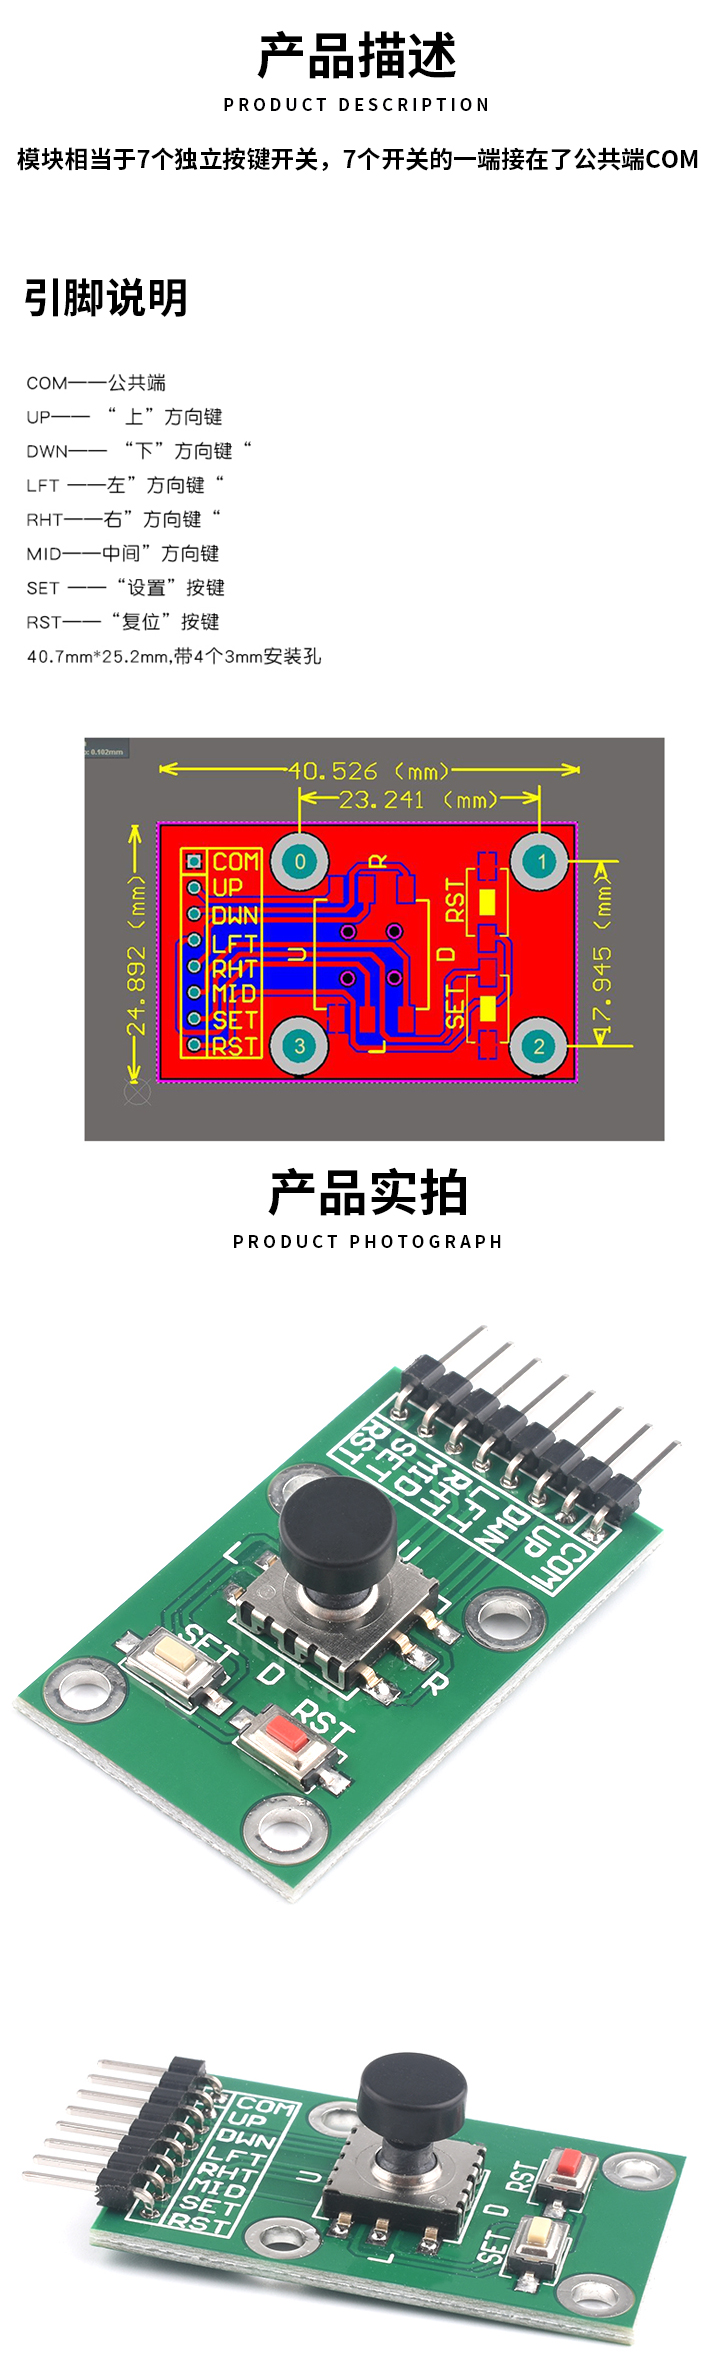 产品描述
PRODUCT DESCRIPTION
模块相当于7个独立按键开关，7个开关的一端接在了公共端COM
引脚说明
COM——公共端
UP—— “ 上”方向键
DWN—— “下”方向键“
LFT ——左”方向键“
RHT——右”方向键“
MID——中间”方向键
SET ——“设置”按键
RST——“复位”按键
40.7mm*25.2mm,带4个3mm安装孔
0.102mm
40.526 (mm)
23.241 (mm)
24.892 (mm)
17.945 (mm)
COM
UP
DWN
LFT
RHT
MID
SET
RST
0
1
2
3
R
U
D
L
RST
SET
产品实拍
PRODUCT PHOTOGRAPH
COM
UP
DWN
LFT
RHT
MID
SET
RST
L
U
D
R
SET
RST
COM
UP
DWN
LFT
RHT
MID
SET
RST
U
D
L
RST
SET